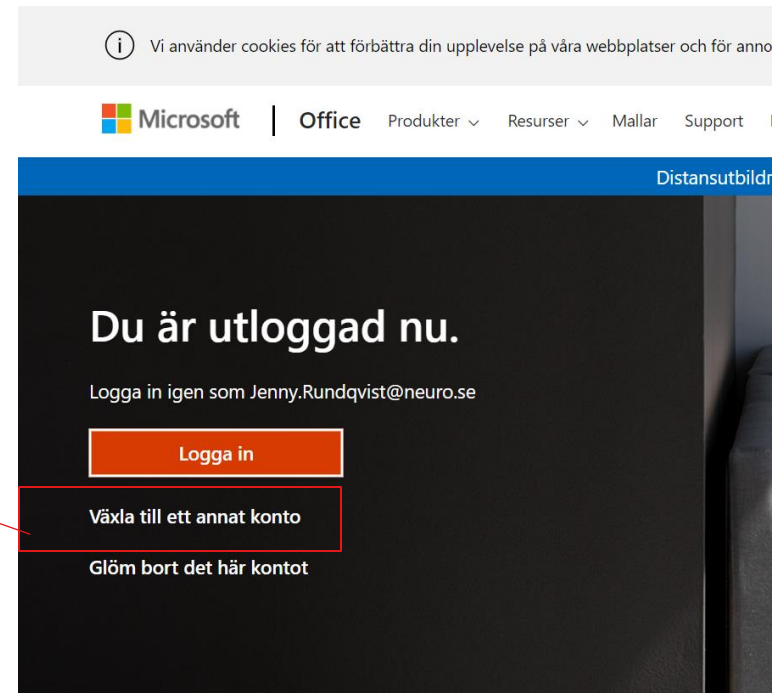 Vi använder cookies för att förbättra din upplevelse på våra webbplatser och för
Microsoft | Office Produkter Resurser Mallar Support
Du är utloggad nu.
Logga in igen som Jenny.Rundqvist@neuro.se
Logga in
Växla till ett annat konto
Glöm bort det här kontot